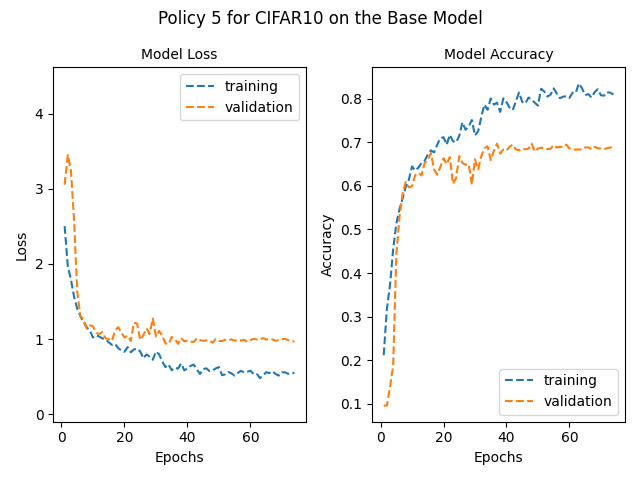 Policy 5 for CIFAR10 on the Base Model
Model Loss
training
validation
4
3
2
1
0
Loss
0
20
40
60
Epochs
Model Accuracy
0.8
0.7
0.6
0.5
0.4
0.3
0.2
0.1
Accuracy
training
validation
0
20
40
60
Epochs